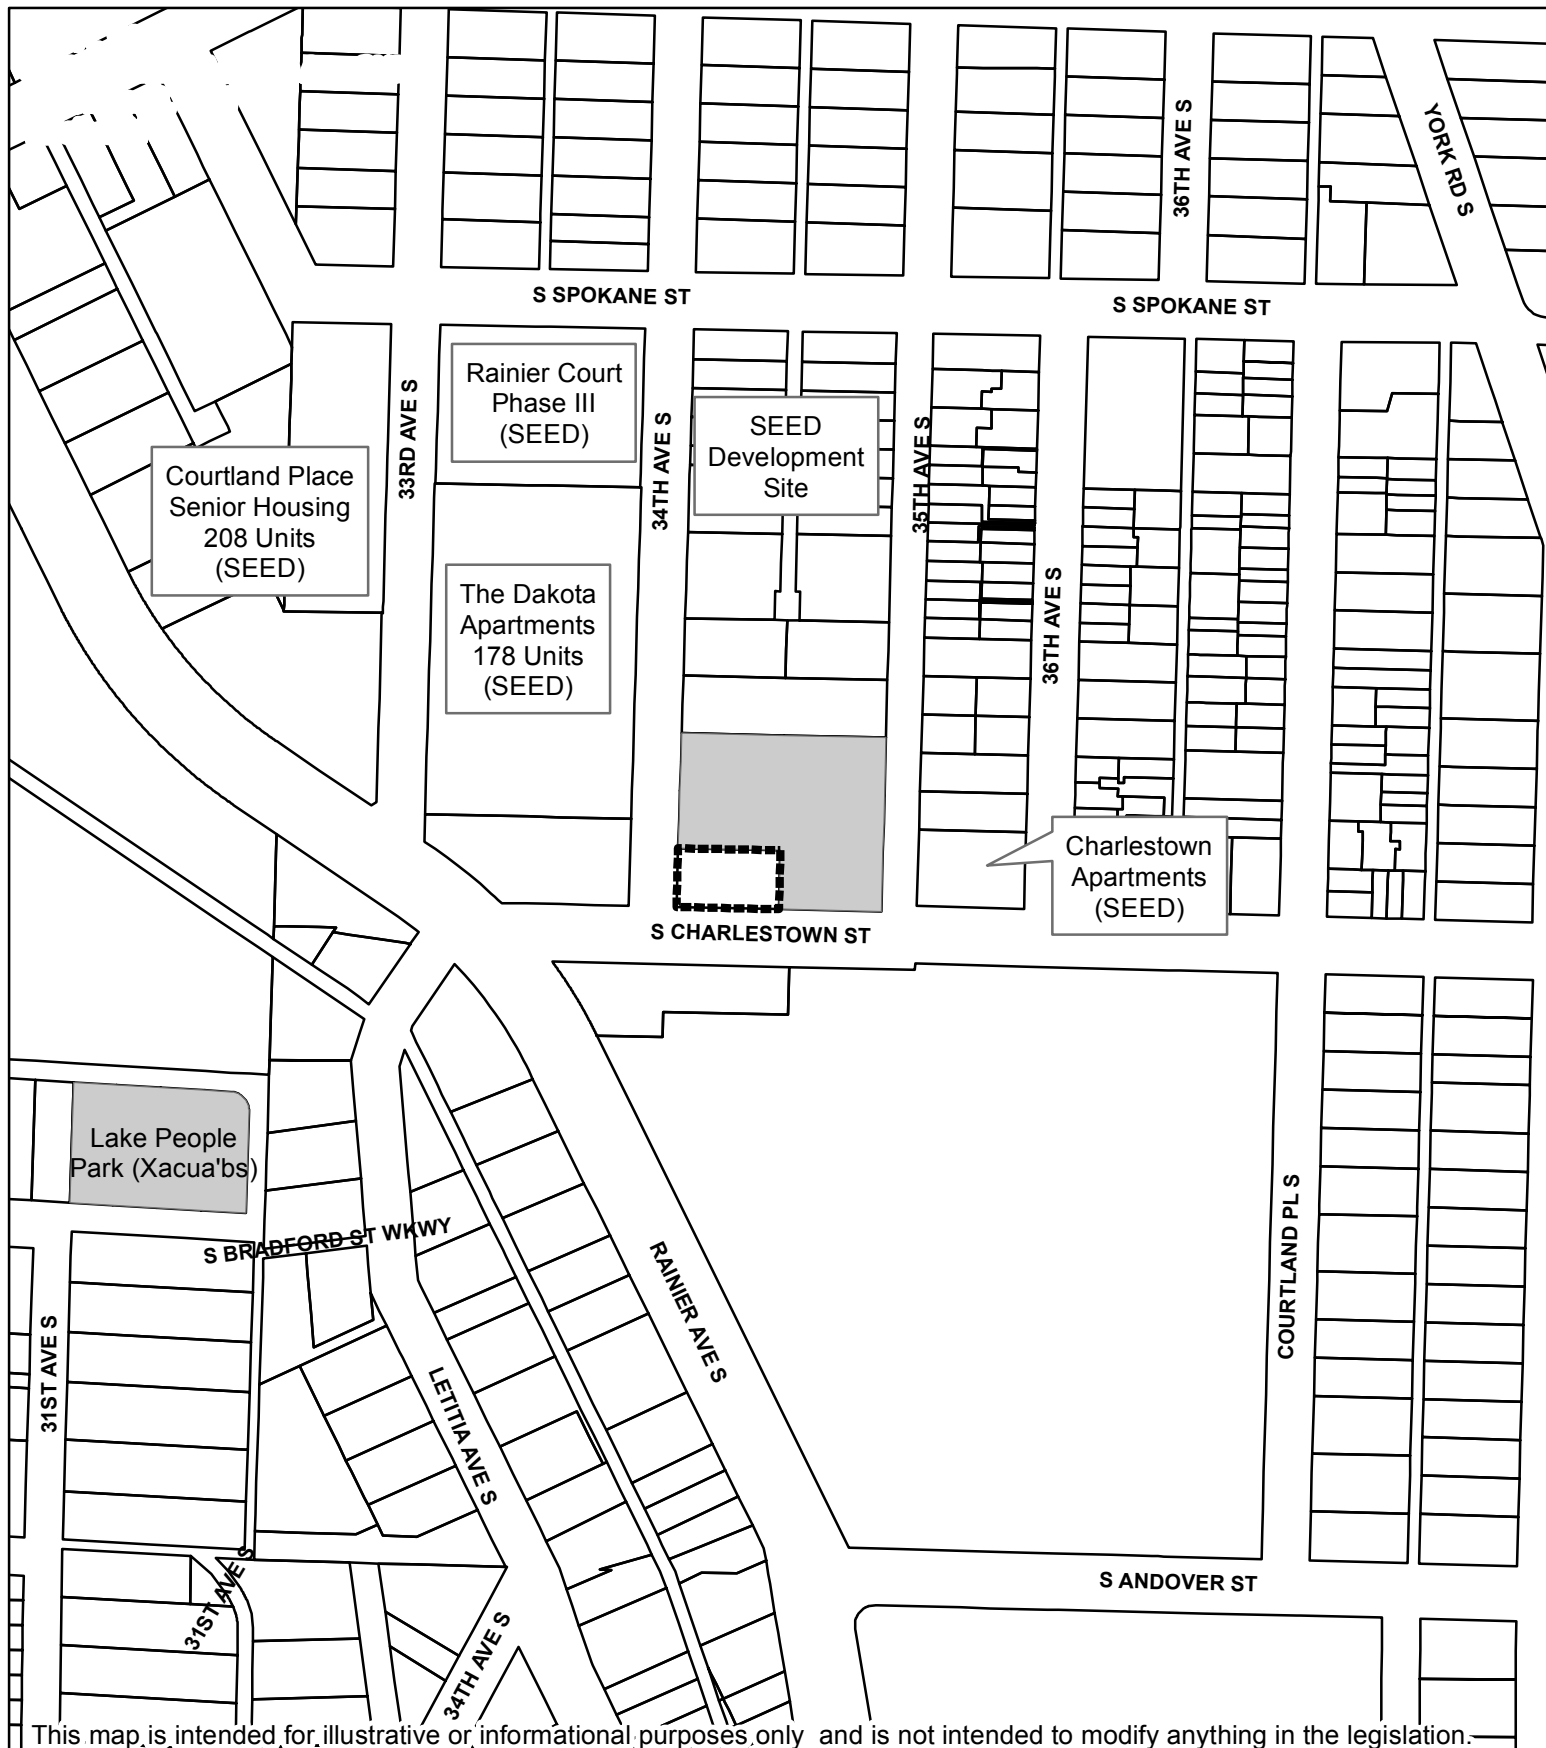 36TH AVE S
YORK RD S
S SPOKANE ST
S SPOKANE ST
33RD AVE S
Rainier Court
Phase III
(SEED)
34TH AVE S
SEED
Development
Site
35TH AVE S
Courtland Place
Senior Housing
208 Units
(SEED)
The Dakota
Apartments
178 Units
(SEED)
36TH AVE S
Charlestown
Apartments
(SEED)
S CHARLESTOWN ST
Lake People
Park (Xacua'bs)
S BRADFORD ST WKWY
31ST AVE S
LETITIA AVE S
RAINIER AVE S
COURTLAND PL S
S ANDOVER ST
31ST AVE S
34TH AVE S
This map is intended for illustrative or informational purposes only and is not intended to modify anything in the legislation.